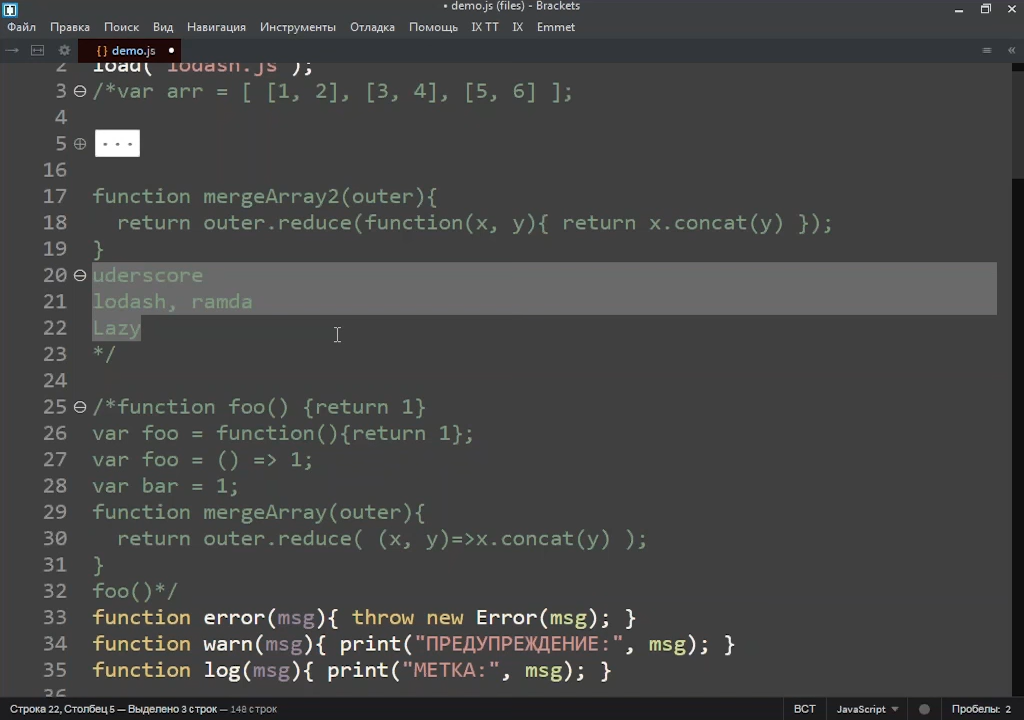 • demo.js (files) - Brackets
Файл Правка Поиск Вид Навигация Инструменты Отладка Помощь IX TT IX Emmet
{} demo.js •
2 load( "lodash.js");
3 /*var arr = [ [1, 2], [3, 4], [5, 6] ];
4
5 ...
16
17 function mergeArray2(outer){
18 return outer.reduce(function(x, y){ return x.concat(y) });
19 }
20 uderscore
21 lodash, ramda
22 Lazy
23 */
24
25 /*function foo() {return 1}
26 var foo = function(){return 1};
27 var foo = () => 1;
28 var bar = 1;
29 function mergeArray(outer){
30 return outer.reduce( (x, y)=>x.concat(y) );
31 }
32 foo()*/
33 function error(msg){ throw new Error(msg); }
34 function warn(msg){ print("ПРЕДУПРЕЖДЕНИЕ:", msg); }
35 function log(msg){ print("МЕТКА:", msg); }
36
Строка 22, Столбец 5 — Выделено 3 строк — 148 строк ВСТ JavaScript Пробелы: 2